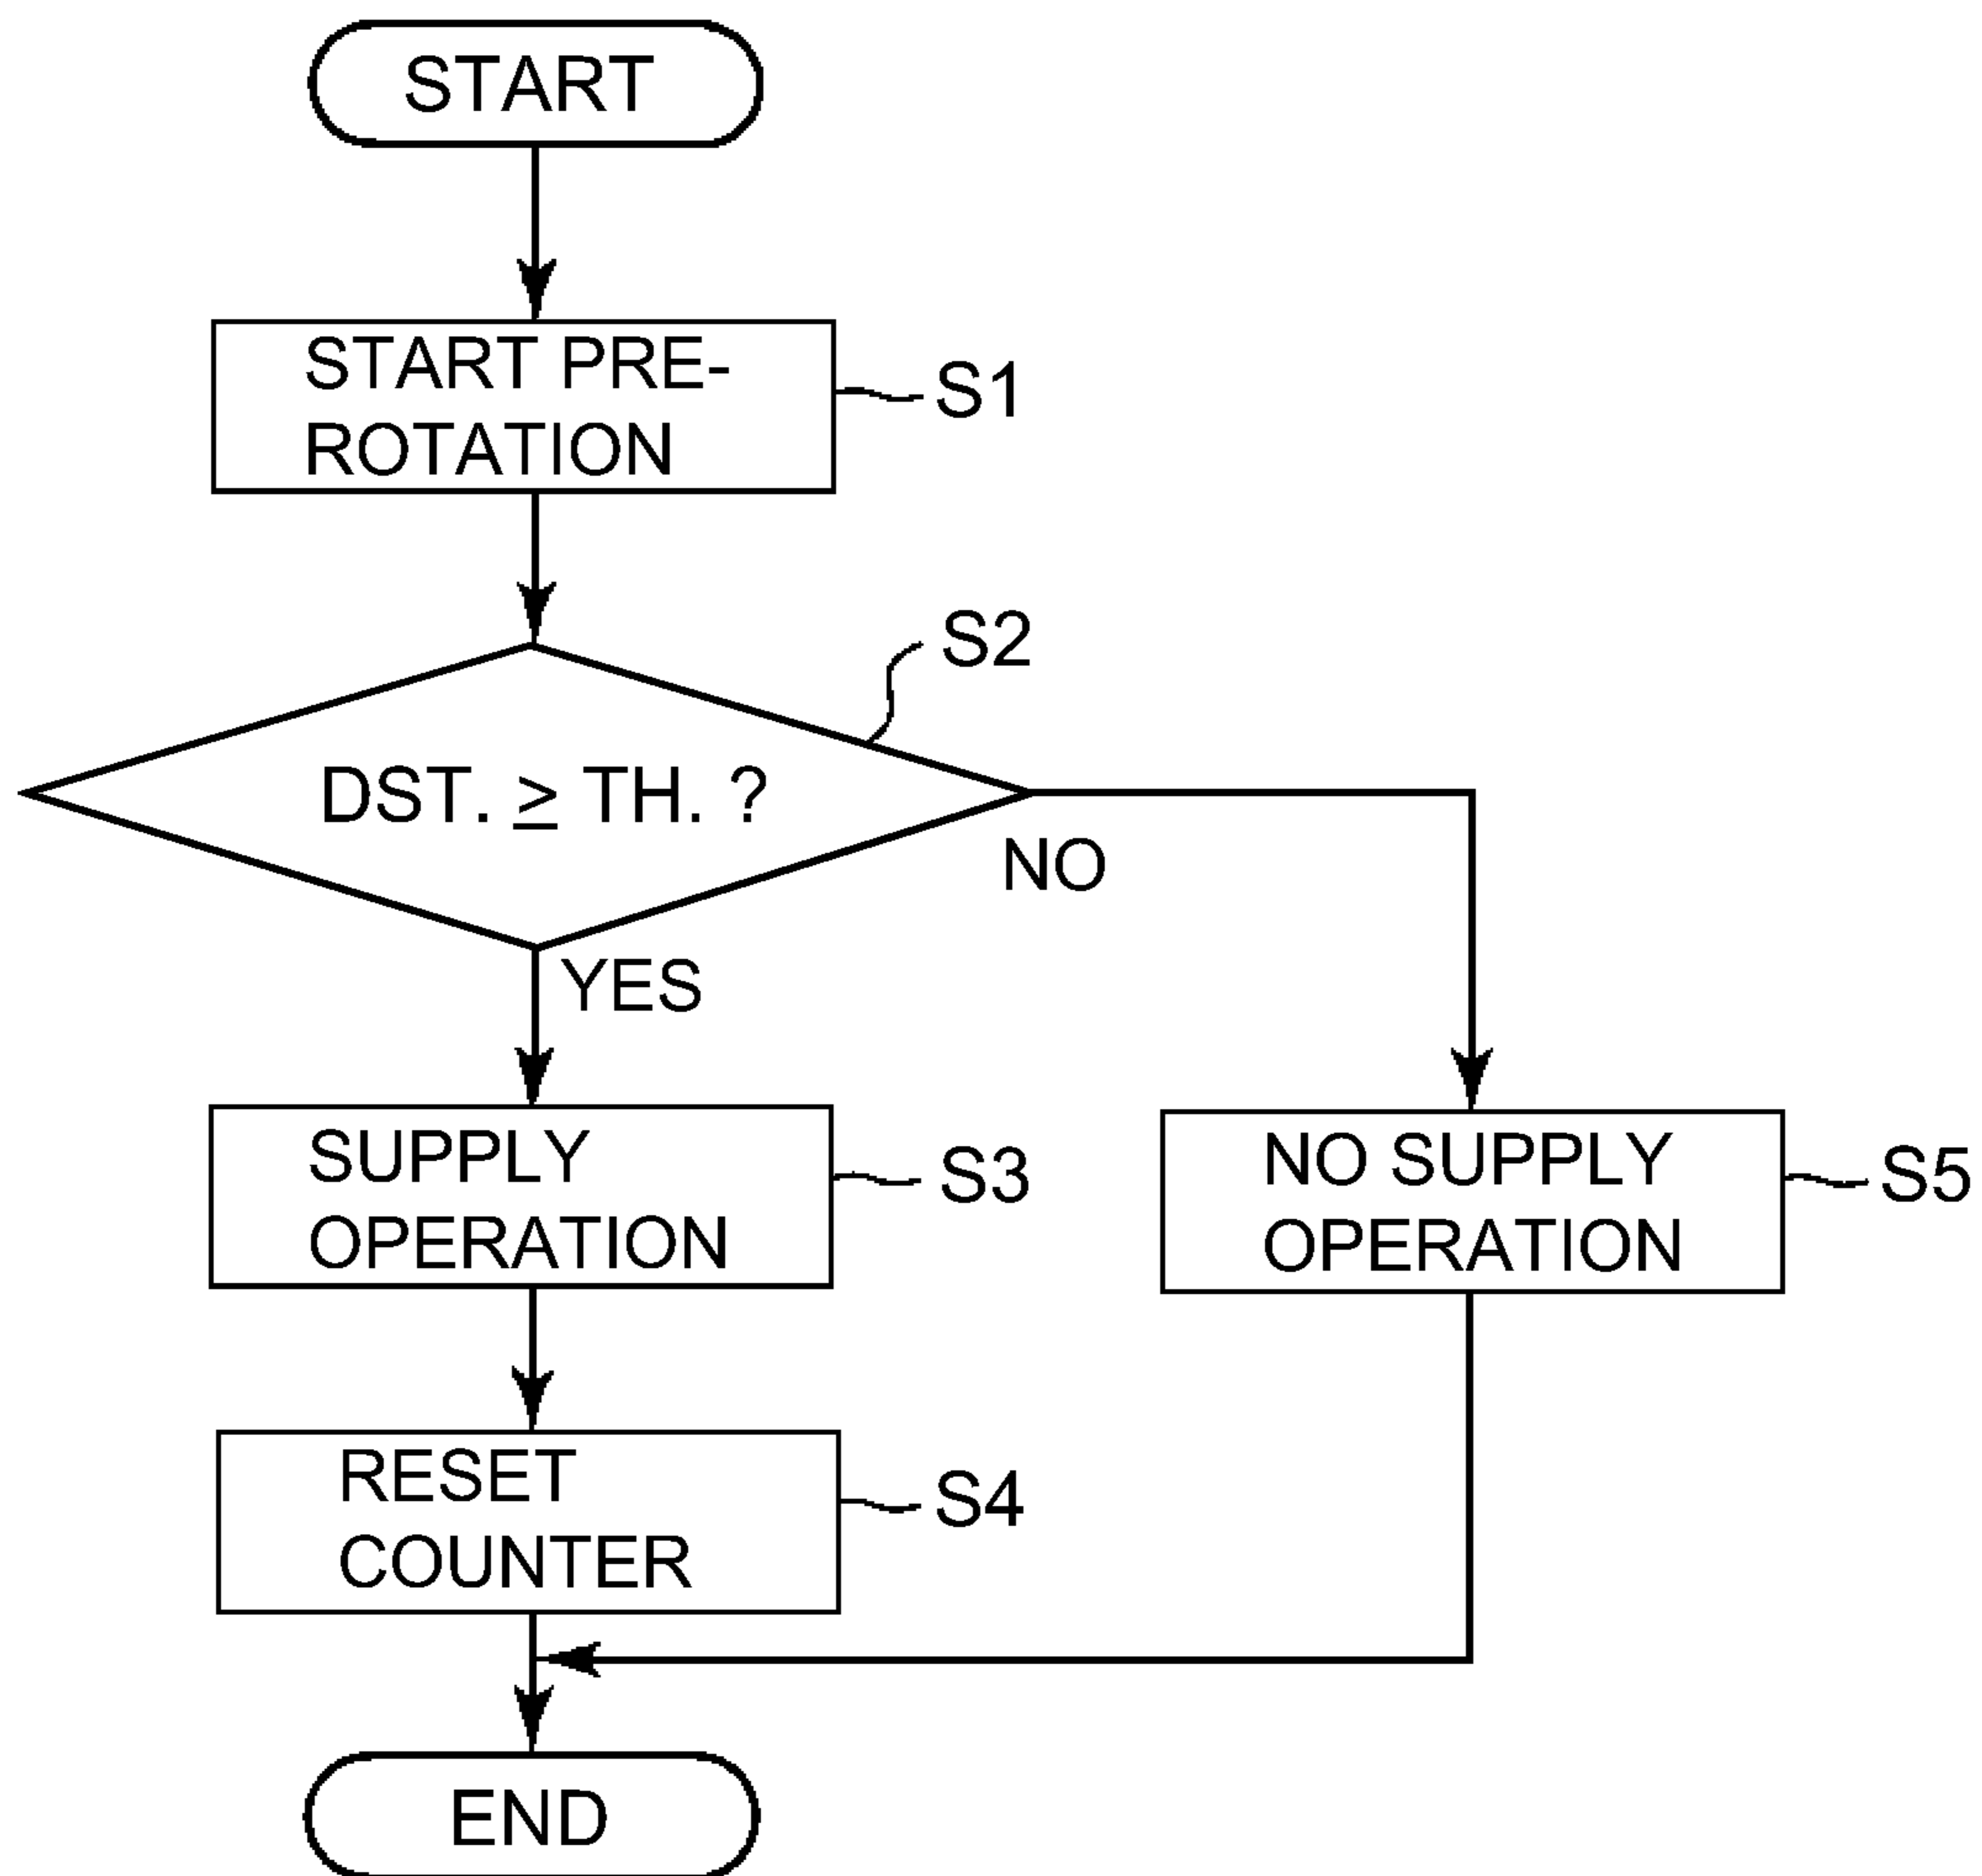 START
START PRE-
ROTATION
S1
S2
DST. ≥ TH. ?
NO
YES
SUPPLY
OPERATION
S3
NO SUPPLY
OPERATION
S5
RESET
COUNTER
S4
END